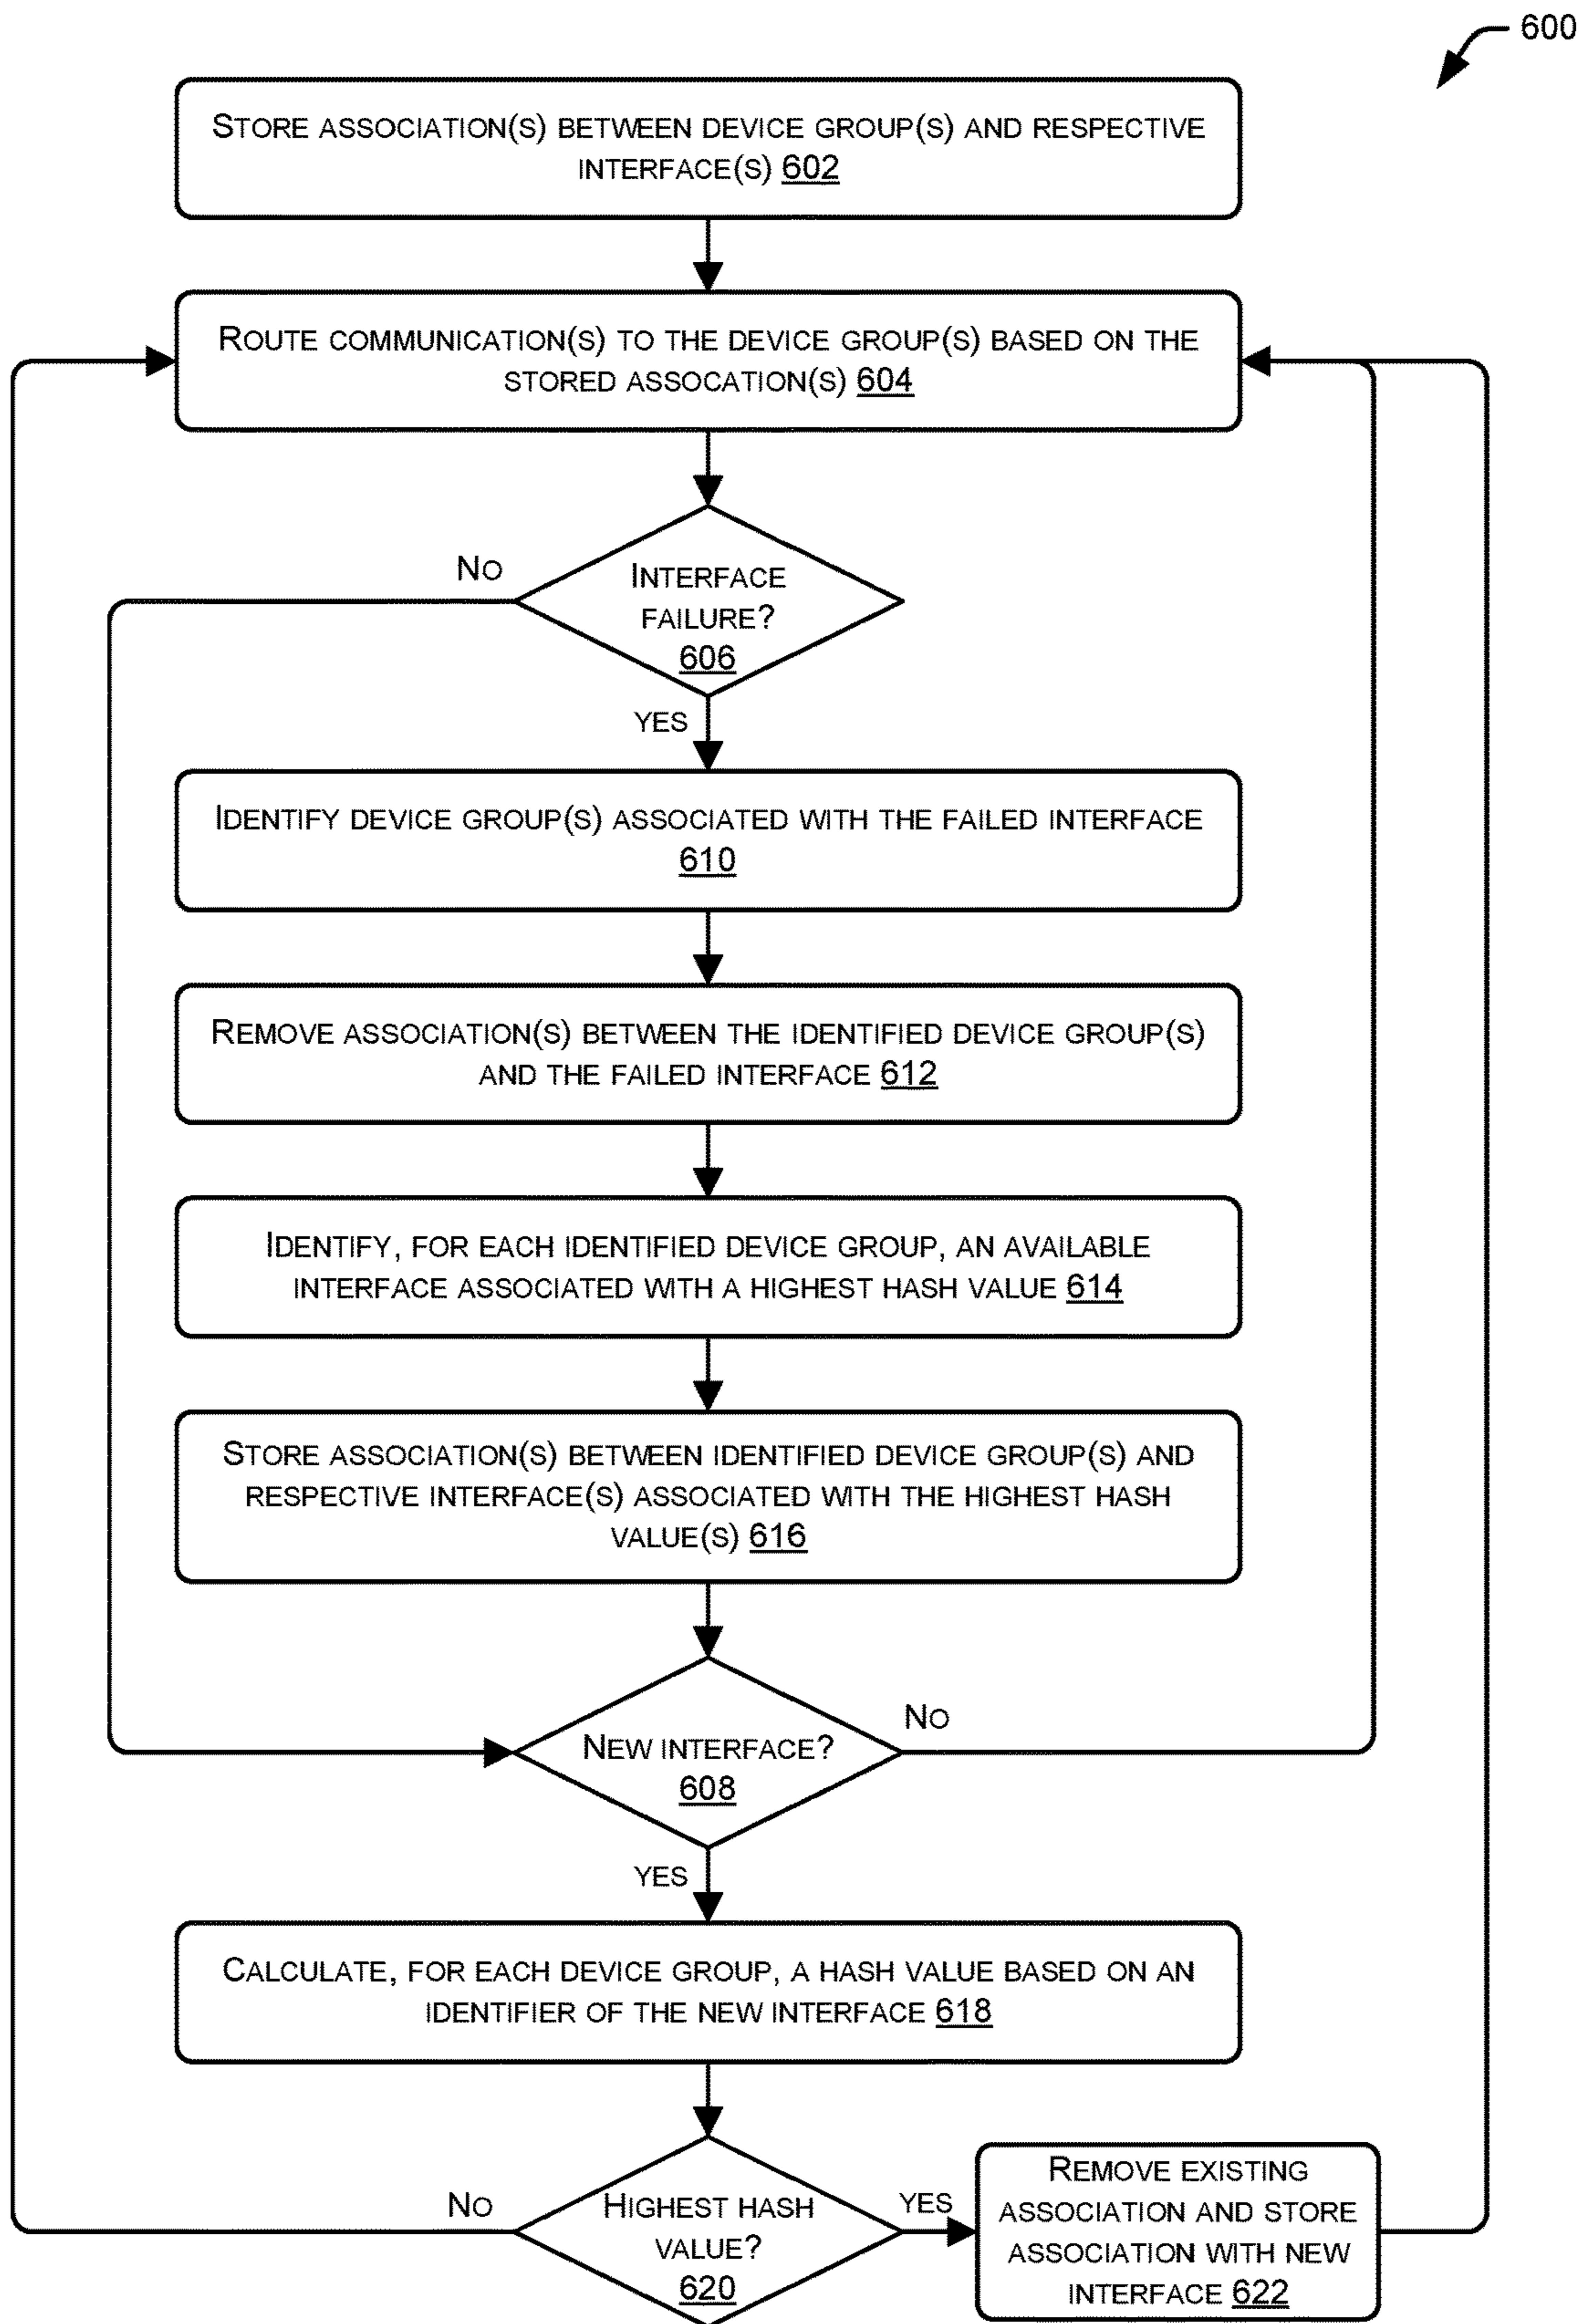 600
STORE ASSOCIATION(S) BETWEEN DEVICE GROUP(S) AND RESPECTIVE
INTERFACE(S) 602
ROUTE COMMUNICATION(S) TO THE DEVICE GROUP(S) BASED ON THE
STORED ASSOCATION(S) 604
NO
INTERFACE
FAILURE?
606
YES
IDENTIFY DEVICE GROUP(S) ASSOCIATED WITH THE FAILED INTERFACE
610
REMOVE ASSOCIATION(S) BETWEEN THE IDENTIFIED DEVICE GROUP(S)
AND THE FAILED INTERFACE 612
IDENTIFY, FOR EACH IDENTIFIED DEVICE GROUP, AN AVAILABLE
INTERFACE ASSOCIATED WITH A HIGHEST HASH VALUE 614
STORE ASSOCIATION(S) BETWEEN IDENTIFIED DEVICE GROUP(S) AND
RESPECTIVE INTERFACE(S) ASSOCIATED WITH THE HIGHEST HASH
VALUE(S) 616
NO
NEW INTERFACE?
608
YES
CALCULATE, FOR EACH DEVICE GROUP, A HASH VALUE BASED ON AN
IDENTIFIER OF THE NEW INTERFACE 618
NO
HIGHEST HASH
VALUE?
620
YES
REMOVE EXISTING
ASSOCIATION AND STORE
ASSOCIATION WITH NEW
INTERFACE 622